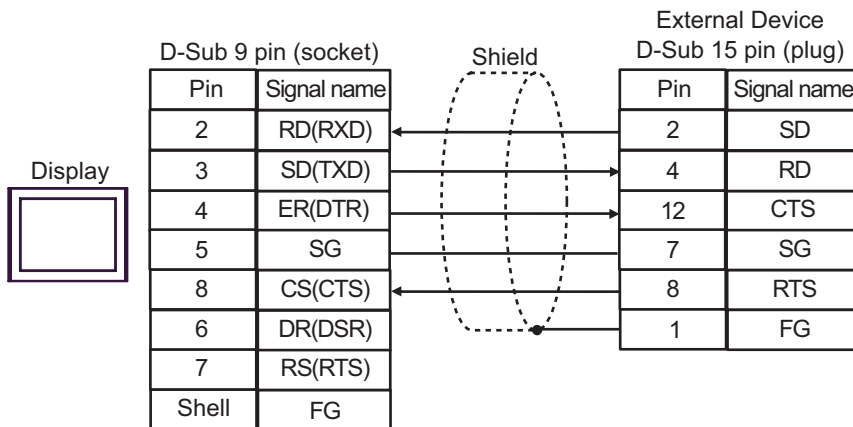 External Device
D-Sub 9 pin (socket) Shield D-Sub 15 pin (plug)
Pin Signal name Pin Signal name
2 RD(RXD) 2 SD
Display 3 SD(TXD) 4 RD
4 ER(DTR) 12 CTS
5 SG 7 SG
8 CS(CTS) 8 RTS
6 DR(DSR) 1 FG
7 RS(RTS)
Shell FG